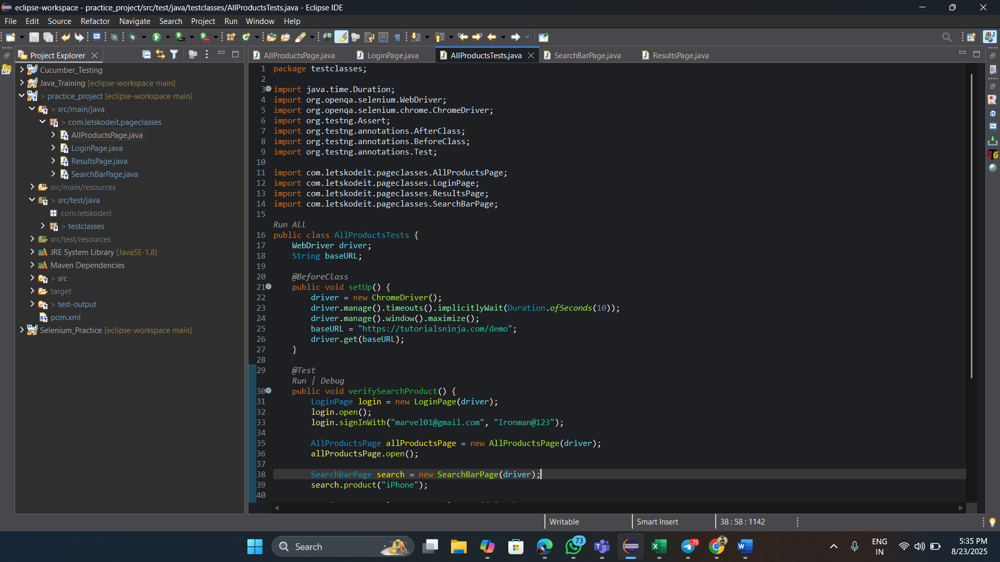 eclipse-workspace - practice_project/src/test/java/testclasses/AllProductsTests.java - Eclipse IDE
File Edit Source Refactor Navigate Search Project Run Window Help
Project Explorer
AllProductsPage.java LoginPage.java AllProductsTests.java SearchBarPage.java ResultsPage.java
Cucumber_Testing
Java_Training [eclipse-workspace main]
> practice_project [eclipse-workspace main]
> src/main/java
> com.letskodeit.pageclasses
AllProductsPage.java
LoginPage.java
ResultsPage.java
SearchBarPage.java
src/main/resources
> src/test/java
com.letskodeit
> testclasses
src/test/resources
JRE System Library [JavaSE-1.8]
Maven Dependencies
> src
target
> test-output
pom.xml
Selenium_Practice [eclipse-workspace main]
1 package testclasses;
2
3 import java.time.Duration;
4 import org.openqa.selenium.WebDriver;
5 import org.openqa.selenium.chrome.ChromeDriver;
6 import org.testng.Assert;
7 import org.testng.annotations.AfterClass;
8 import org.testng.annotations.BeforeClass;
9 import org.testng.annotations.Test;
10
11 import com.letskodeit.pageclasses.AllProductsPage;
12 import com.letskodeit.pageclasses.LoginPage;
13 import com.letskodeit.pageclasses.ResultsPage;
14 import com.letskodeit.pageclasses.SearchBarPage;
15
Run All
16 public class AllProductsTests {
17 WebDriver driver;
18 String baseURL;
19
20 @BeforeClass
21 public void setUp() {
22 driver = new ChromeDriver();
23 driver.manage().timeouts().implicitlyWait(Duration.ofSeconds(10));
24 driver.manage().window().maximize();
25 baseURL = "https://tutorialsninja.com/demo";
26 driver.get(baseURL);
27 }
28
29 @Test
Run | Debug
30 public void verifySearchProduct() {
31 LoginPage login = new LoginPage(driver);
32 login.open();
33 login.signInWith("marvel01@gmail.com", "Ironman@123");
34
35 AllProductsPage allProductsPage = new AllProductsPage(driver);
36 allProductsPage.open();
37
38 SearchBarPage search = new SearchBarPage(driver);
39 search.product("iPhone");
40
Writable Smart Insert 38 : 58 : 1142
Search
73
.75
ENG
IN
5:35 PM
8/23/2025